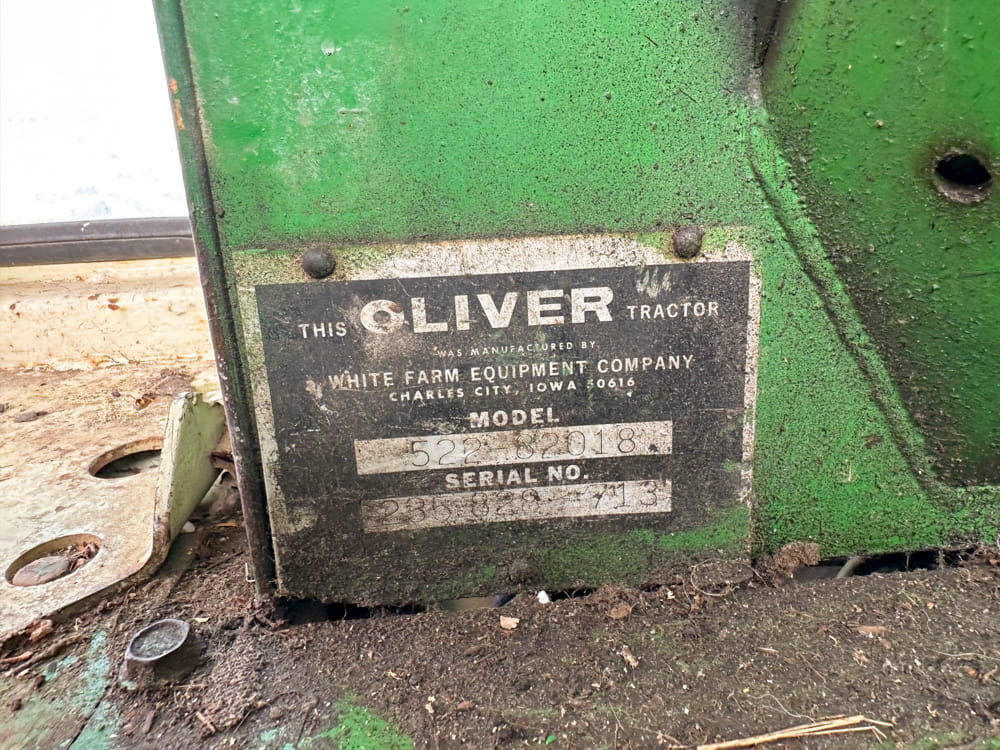 THIS OLIVER TRACTOR
WAS MANUFACTURED BY
WHITE FARM EQUIPMENT COMPANY
CHARLES CITY, IOWA 50616
MODEL
522-82018
SERIAL NO.
713